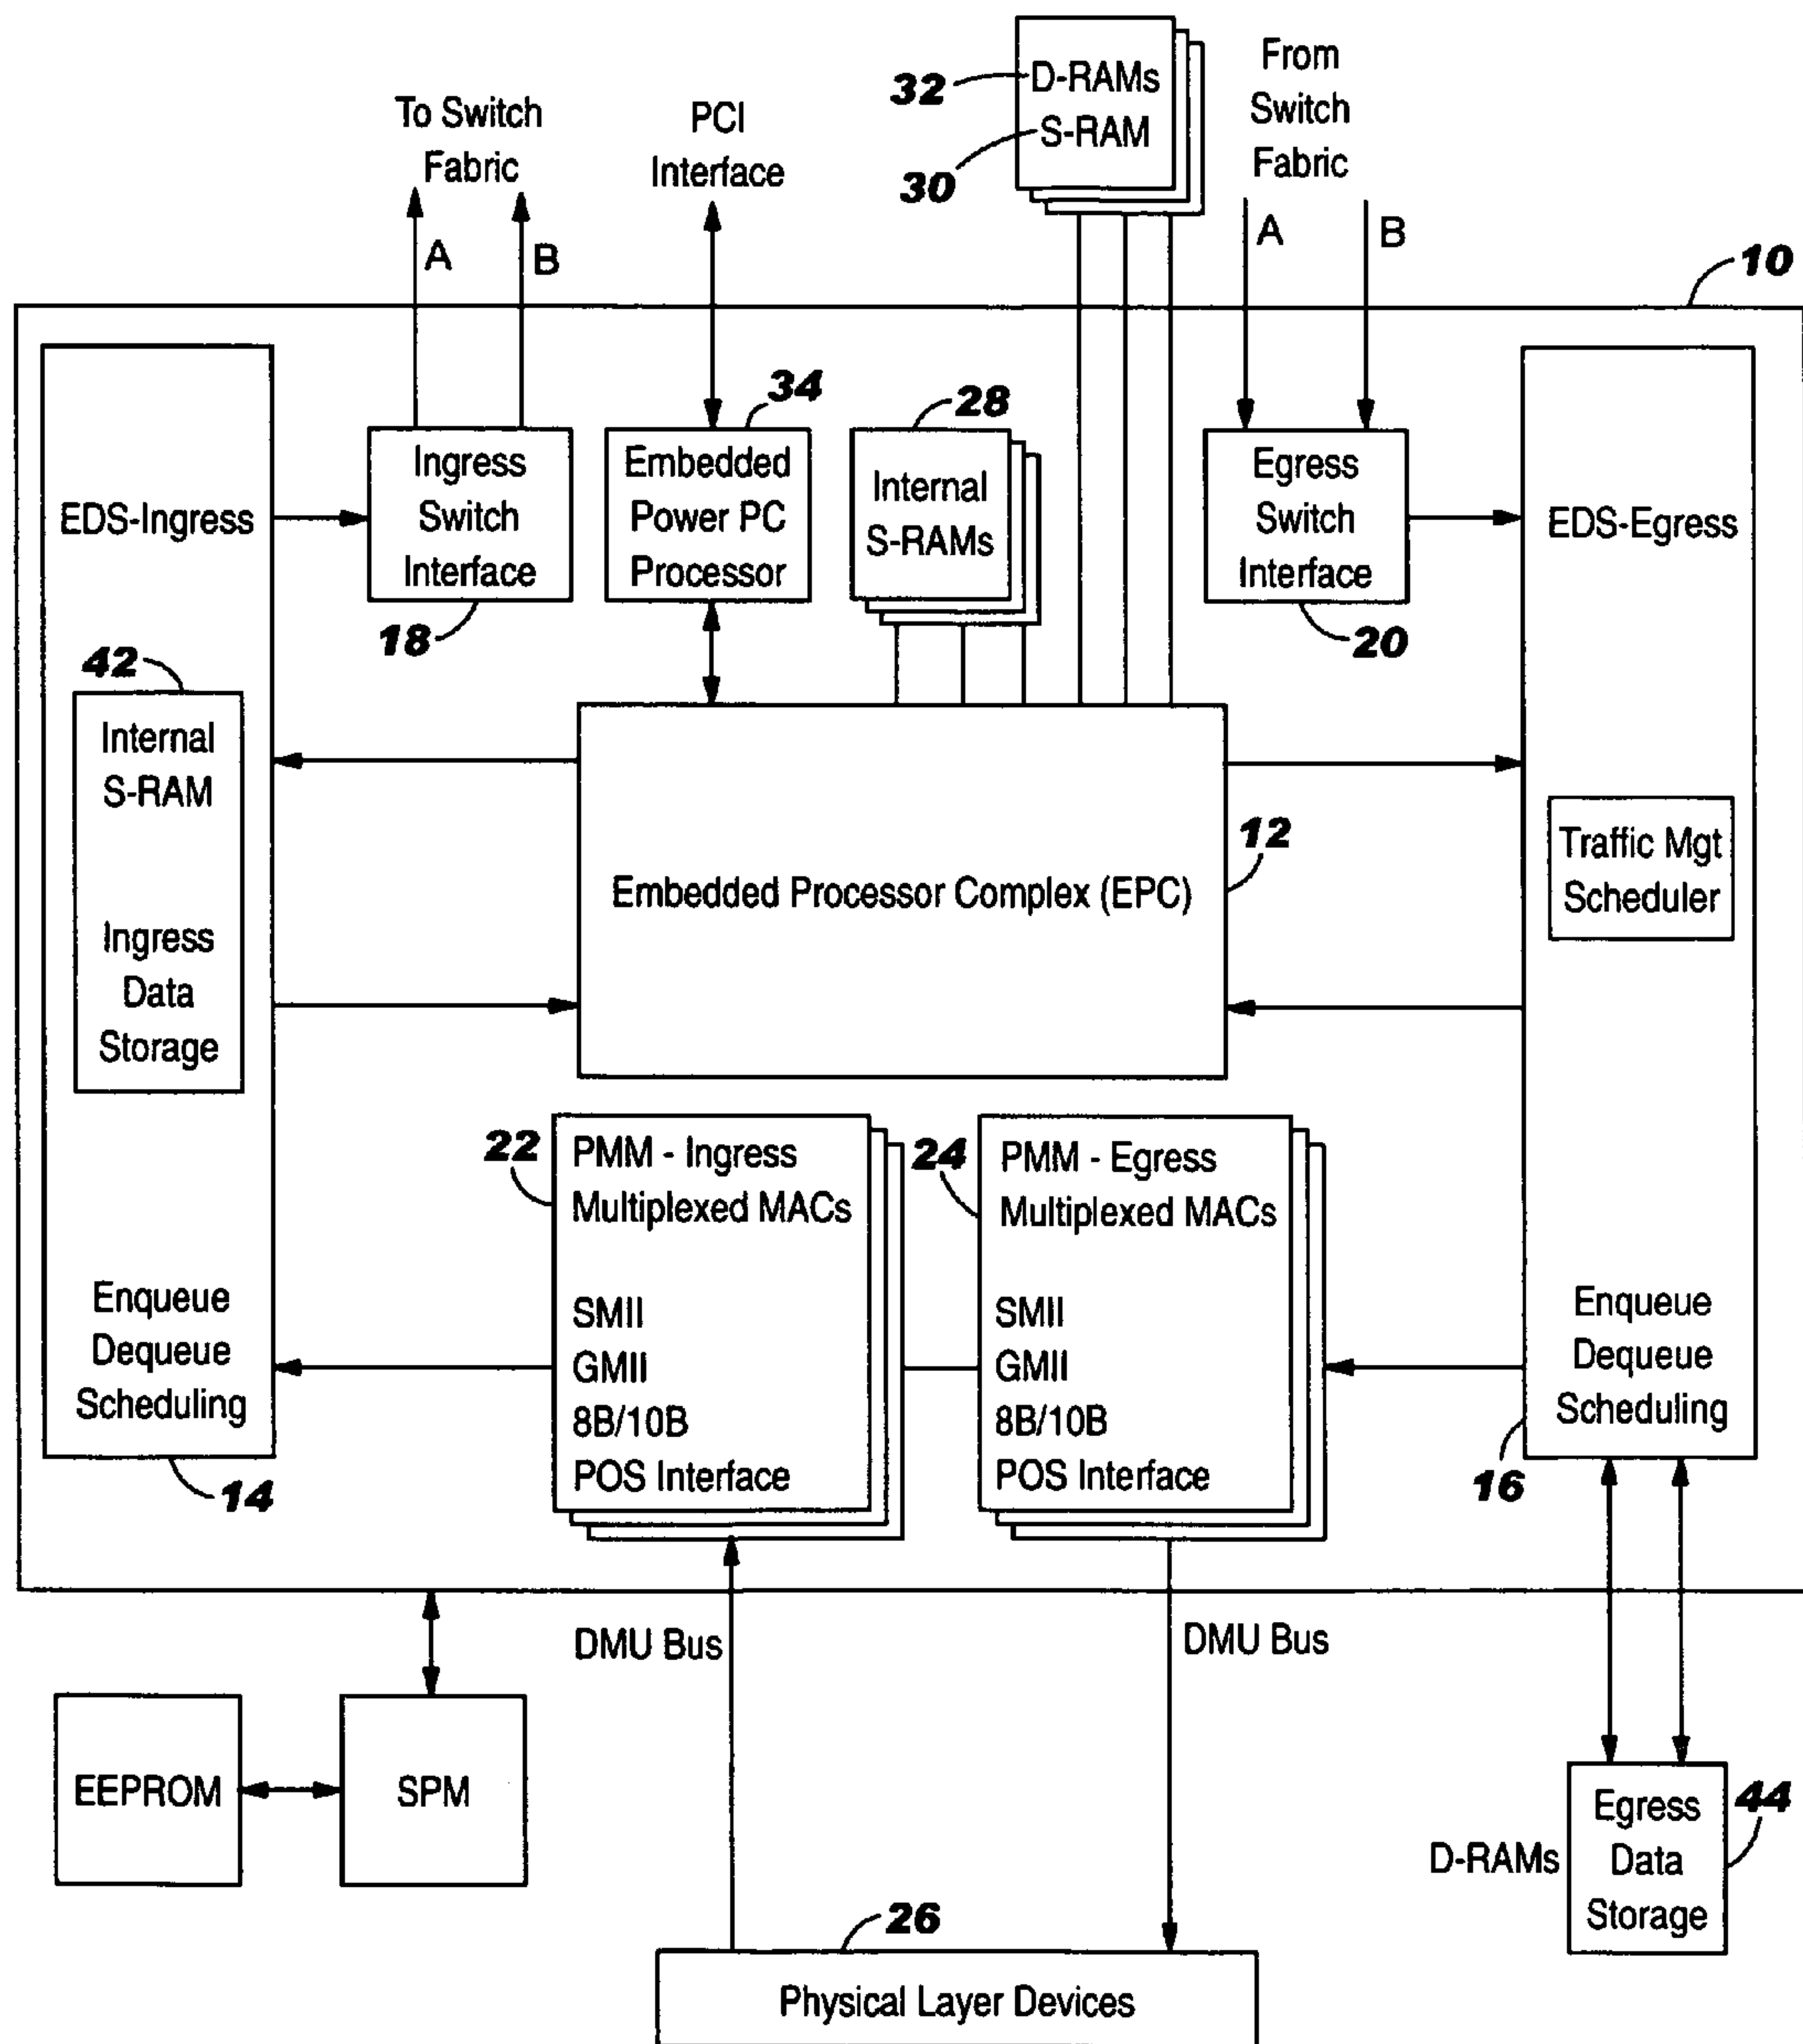 To Switch
Fabric
A
B
PCI
Interface
32
D-RAMs
S-RAM
30
From
Switch
Fabric
A
B
10
EDS-Ingress
Ingress
Switch
Interface
18
34
Embedded
Power PC
Processor
28
Internal
S-RAMs
Egress
Switch
Interface
20
EDS-Egress
42
Internal
S-RAM
Ingress
Data
Storage
Embedded Processor Complex (EPC)
12
Traffic Mgt
Scheduler
Enqueue
Dequeue
Scheduling
14
22
PMM - Ingress
Multiplexed MACs
SMII
GMII
8B/10B
POS Interface
24
PMM - Egress
Multiplexed MACs
SMII
GMII
8B/10B
POS Interface
Enqueue
Dequeue
Scheduling
16
DMU Bus
DMU Bus
EEPROM
SPM
D-RAMs
Egress
Data
Storage
44
26
Physical Layer Devices